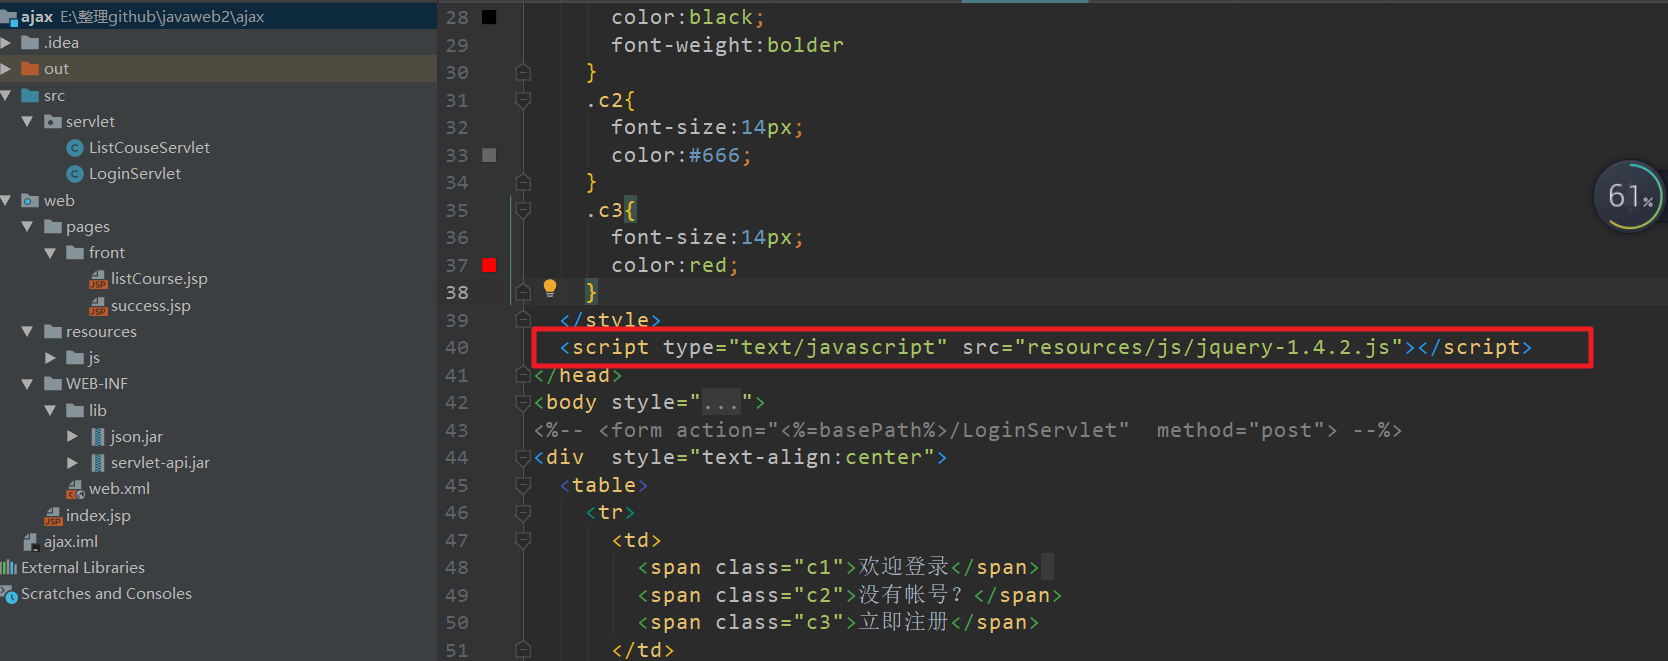 ajax E:\整理github\javaweb2\ajax
.idea
out
src
servlet
ListCouseServlet
LoginServlet
web
pages
front
listCourse.jsp
success.jsp
resources
js
WEB-INF
lib
json.jar
servlet-api.jar
web.xml
index.jsp
ajax.iml
External Libraries
Scratches and Consoles
28 color:black;
29 font-weight:bolder
30 }
31 .c2{
32 font-size:14px;
33 color:#666;
34 }
35 .c3{
36 font-size:14px;
37 color:red;
38 }
39 </style>
40 <script type="text/javascript" src="resources/js/jquery-1.4.2.js"></script>
41 </head>
42 <body style="...">
43 <%-- <form action="<%=basePath%>/LoginServlet"  method="post"> --%>
44 <div  style="text-align:center">
45 <table>
46 <tr>
47 <td>
48 <span class="c1">欢迎登录</span>
49 <span class="c2">没有帐号？</span>
50 <span class="c3">立即注册</span>
51 </td>
61%